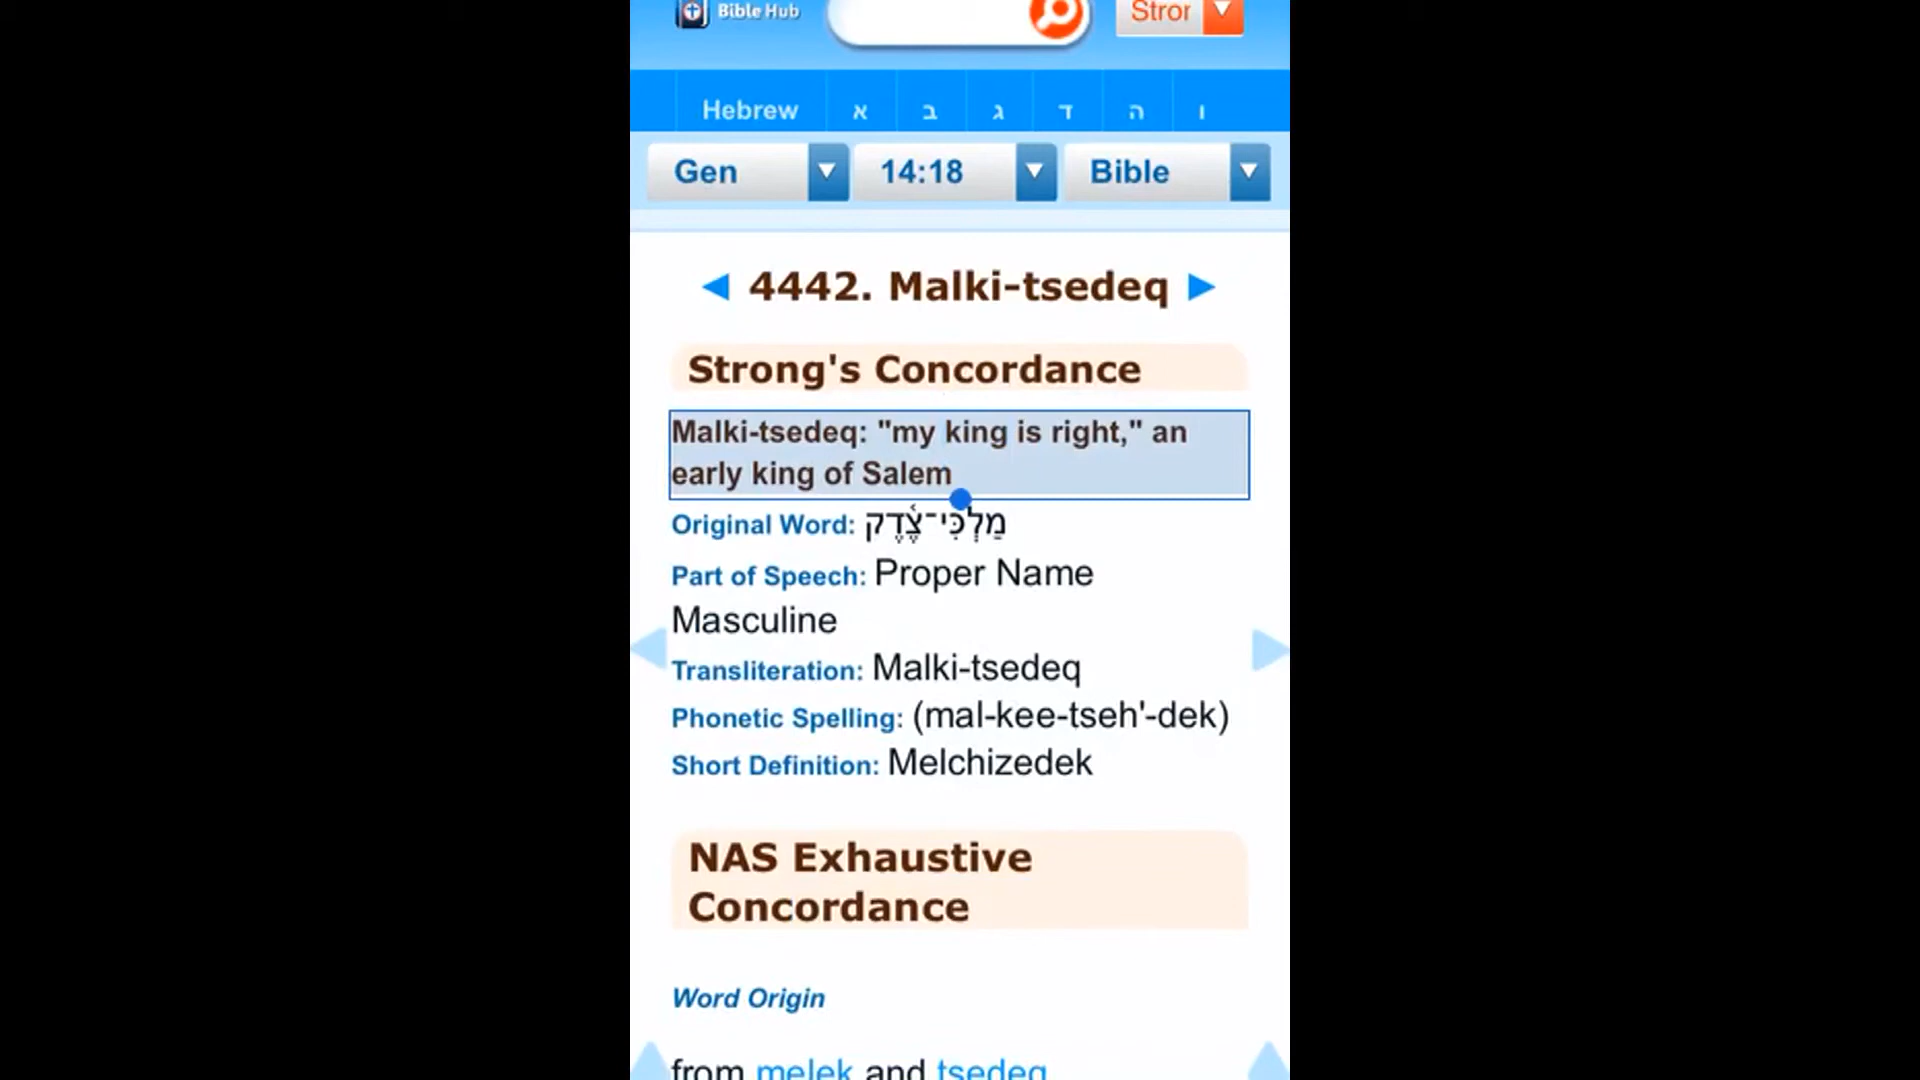 Bible Hub
Stror
Hebrew א ב ג ד ה ו
Gen 14:18 Bible
4442. Malki-tsedeq
Strong's Concordance
Malki-tsedeq: "my king is right," an
early king of Salem
Original Word: מַלְכִּי־צֶ֫דֶק
Part of Speech: Proper Name
Masculine
Transliteration: Malki-tsedeq
Phonetic Spelling: (mal-kee-tseh'-dek)
Short Definition: Melchizedek
NAS Exhaustive
Concordance
Word Origin
from melek and tsedeq